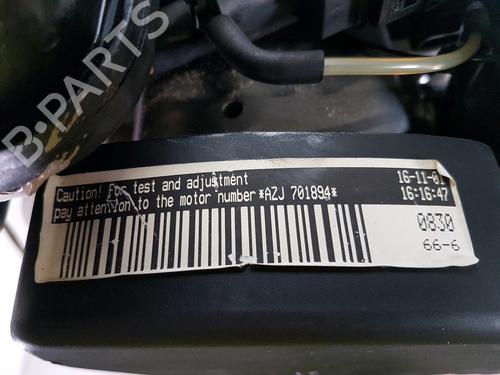 B-PARTS
Caution! For test and adjustment
pay attention to the motor number *AZJ 701894*
16-11-01
16:16:47
0830
66-6